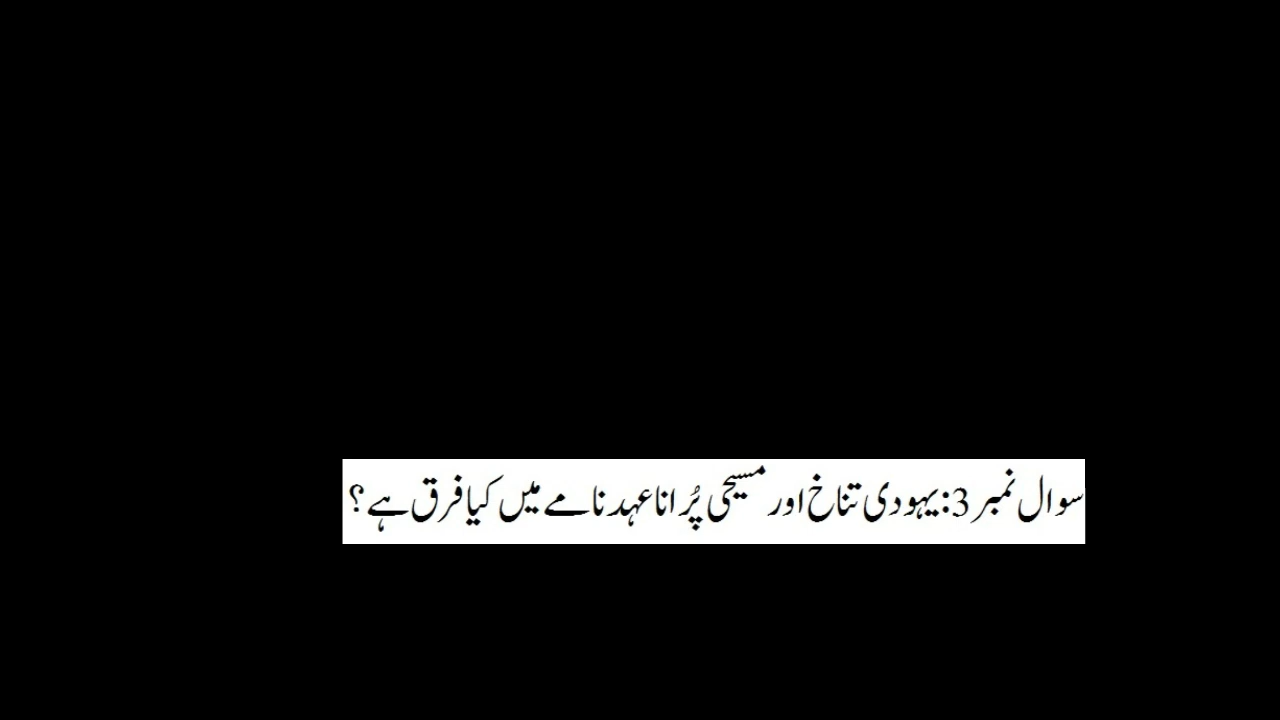 سوال نمبر 3: یہودی تناخ اور مسیحی پُرانا عہد نامے میں کیا فرق ہے؟